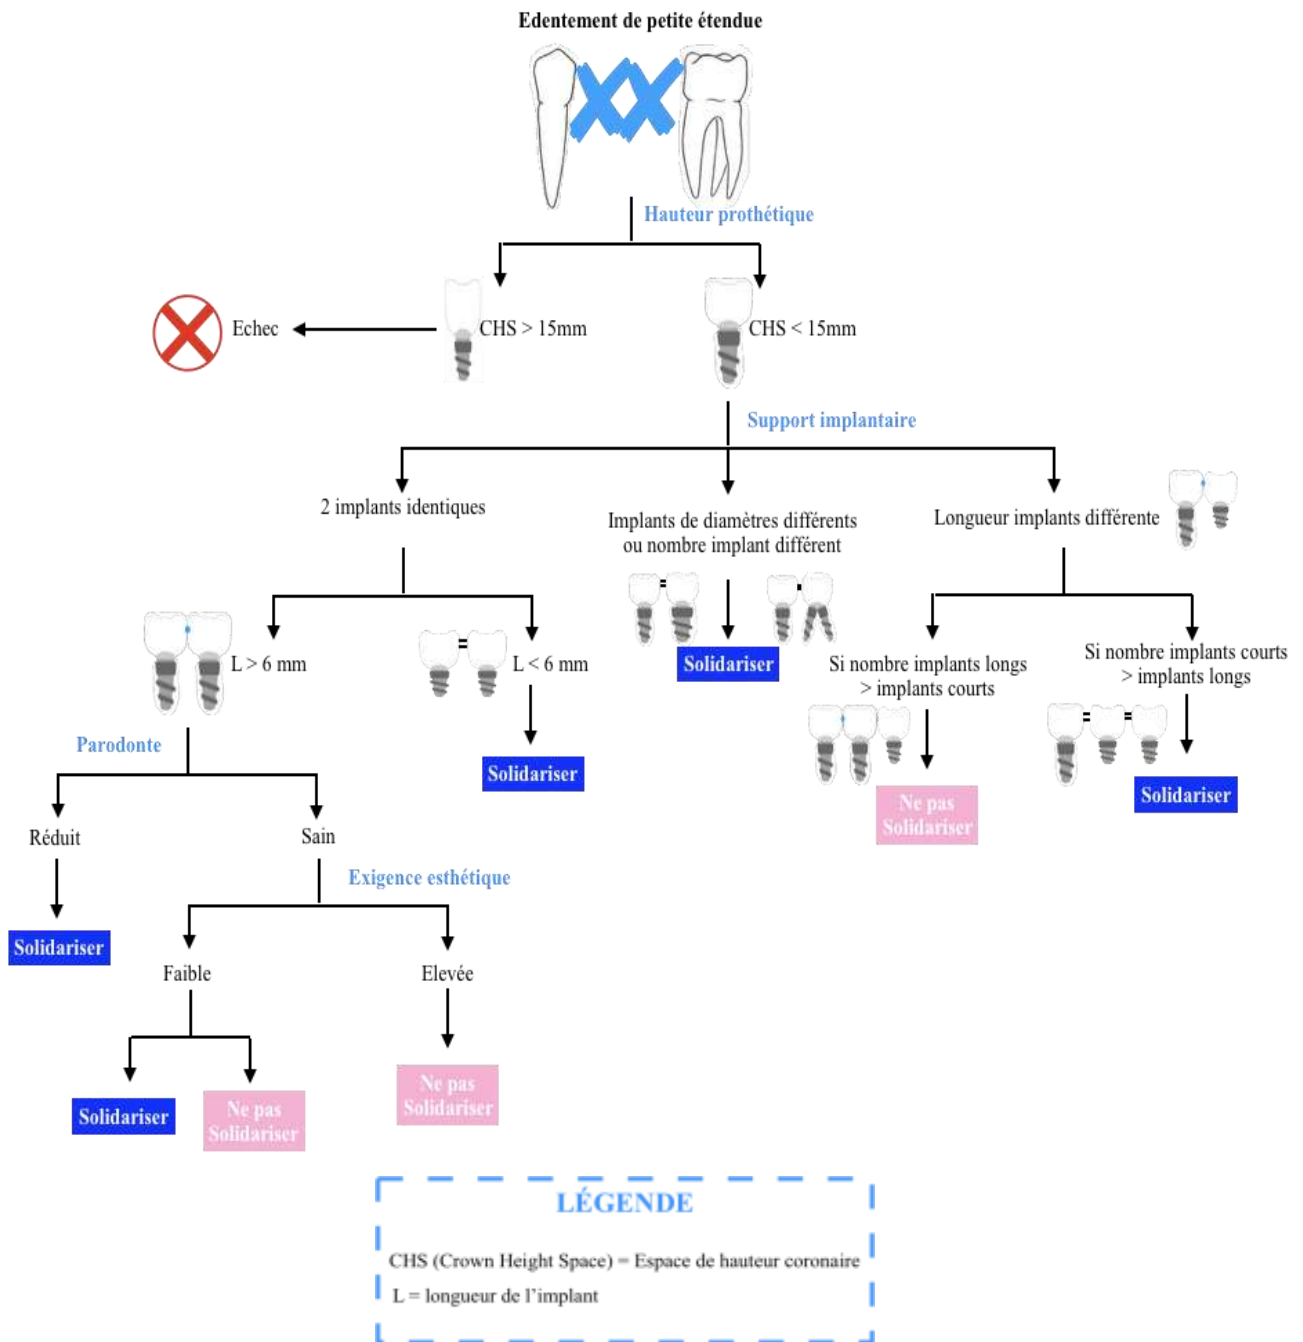 Edentement de petite étendue
Hauteur prothétique
Echec
CHS > 15mm
CHS < 15mm
Support implantaire
2 implants identiques
Implants de diamètres différents
ou nombre implant différent
Longueur implants différente
L > 6 mm
L < 6 mm
Solidariser
Si nombre implants longs
> implants courts
Si nombre implants courts
> implants longs
Parodonte
Solidariser
Ne pas
Solidariser
Solidariser
Réduit
Sain
Exigence esthétique
Solidariser
Faible
Elevée
Solidariser
Ne pas
Solidariser
Ne pas
Solidariser
LÉGENDE
CHS (Crown Height Space) = Espace de hauteur coronaire
L = longueur de l'implant